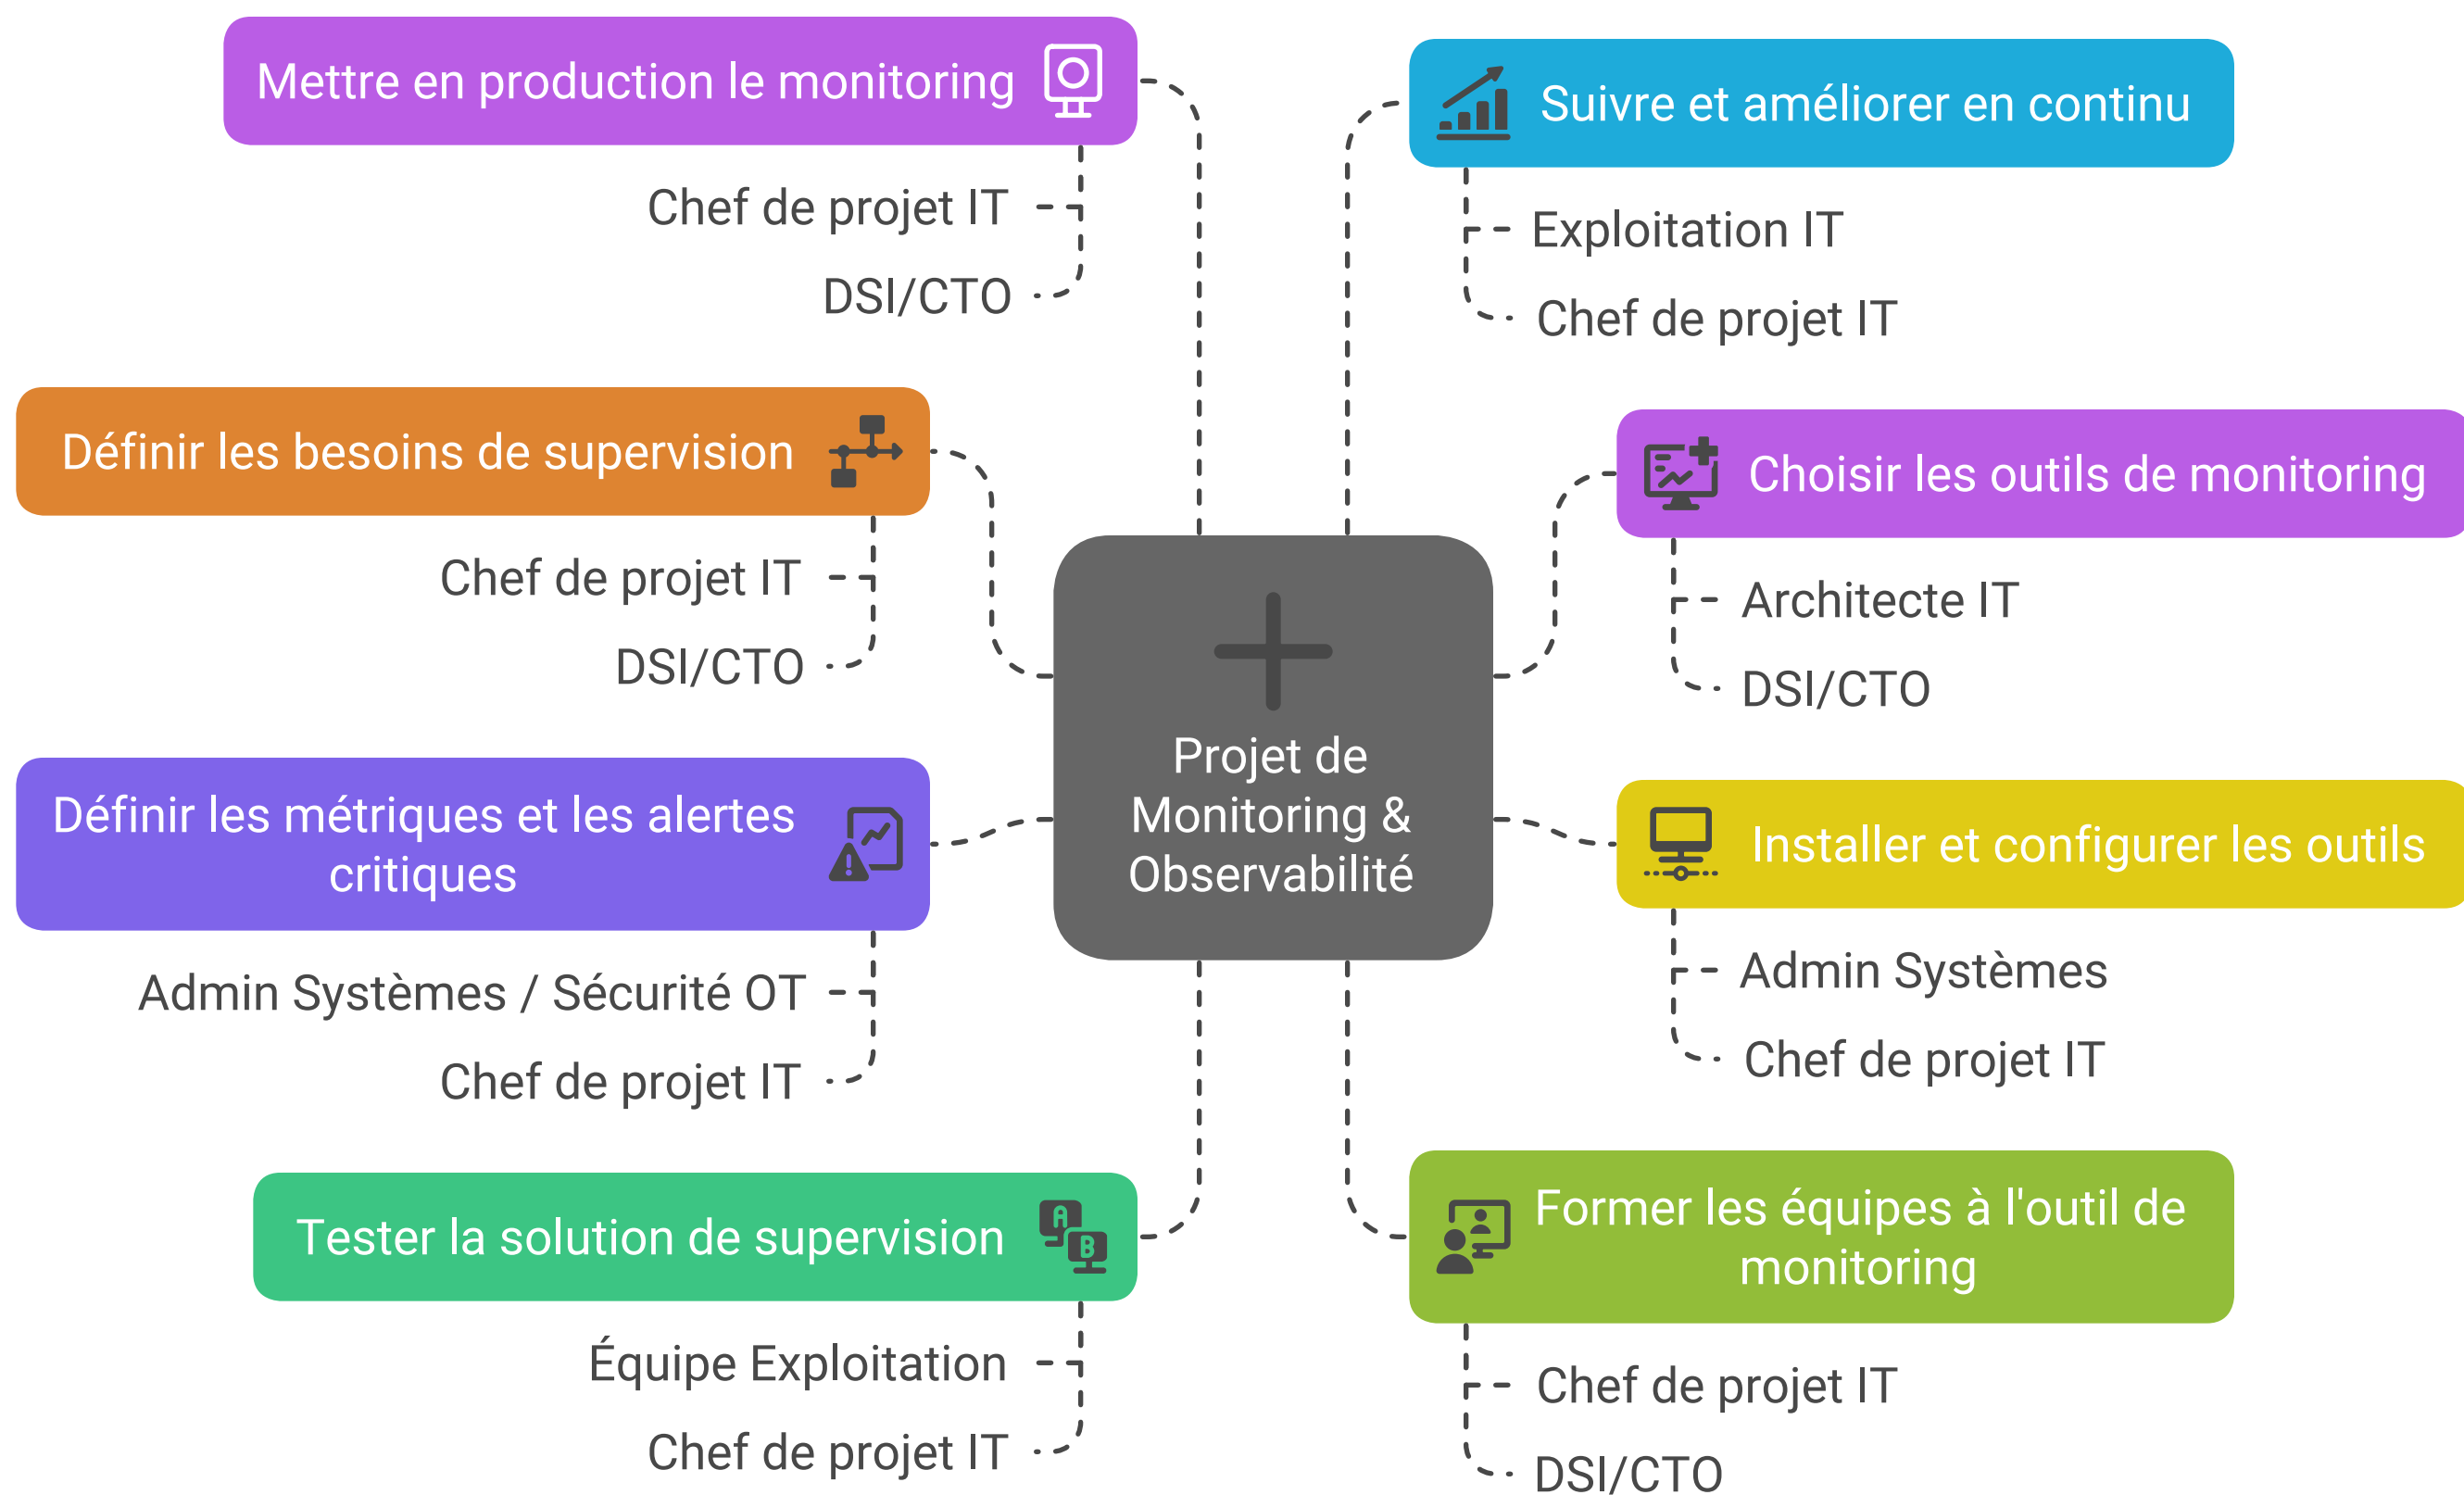 Mettre en production le monitoring
Chef de projet IT
DSI/CTO
Définir les besoins de supervision
Chef de projet IT
DSI/CTO
Définir les métriques et les alertes
critiques
Admin Systèmes / Sécurité OT
Chef de projet IT
Tester la solution de supervision
A
B
Équipe Exploitation
Chef de projet IT
Projet de
Monitoring &
Observabilité
Suivre et améliorer en continu
Exploitation IT
Chef de projet IT
Choisir les outils de monitoring
Architecte IT
DSI/CTO
Installer et configurer les outils
Admin Systèmes
Chef de projet IT
Former les équipes à l'outil de
monitoring
Chef de projet IT
DSI/CTO